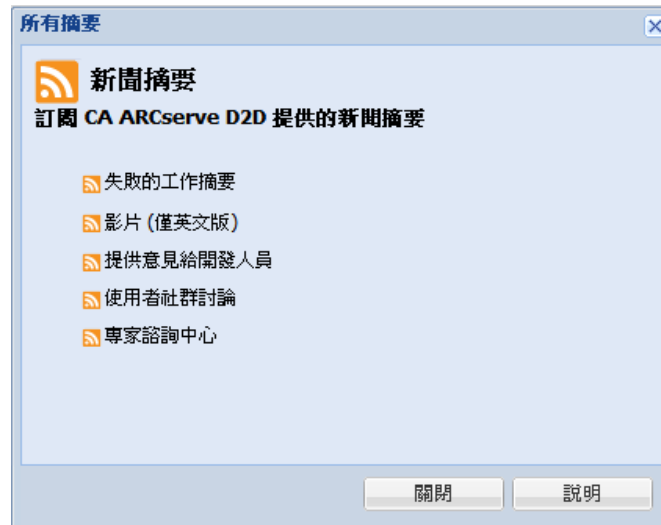 所有摘要
新聞摘要
訂閱 CA ARCserve D2D 提供的新聞摘要
失敗的工作摘要
影片 (僅英文版)
提供意見給開發人員
使用者社群討論
專家諮詢中心
關閉
說明